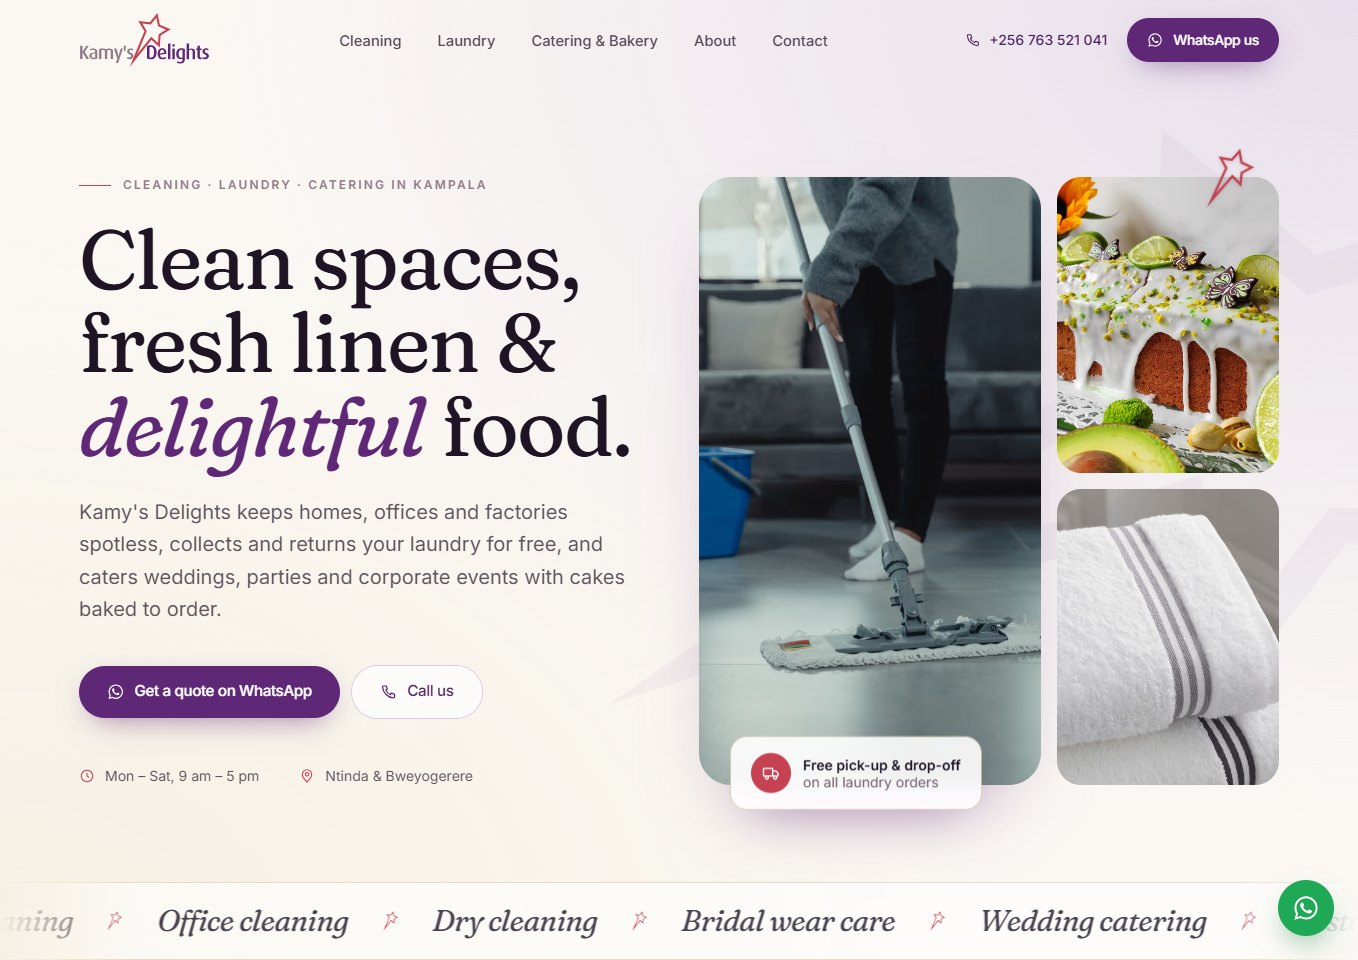 Kamy's Delights
Cleaning
Laundry
Catering & Bakery
About
Contact
+256 763 521 041
WhatsApp us
CLEANING · LAUNDRY · CATERING IN KAMPALA
Clean spaces,
fresh linen &
delightful food.
Kamy's Delights keeps homes, offices and factories
spotless, collects and returns your laundry for free, and
caters weddings, parties and corporate events with cakes
baked to order.
Get a quote on WhatsApp
Call us
Mon – Sat, 9 am – 5 pm
Ntinda & Bweyogerere
Free pick-up & drop-off
on all laundry orders
Office cleaning
Dry cleaning
Bridal wear care
Wedding catering